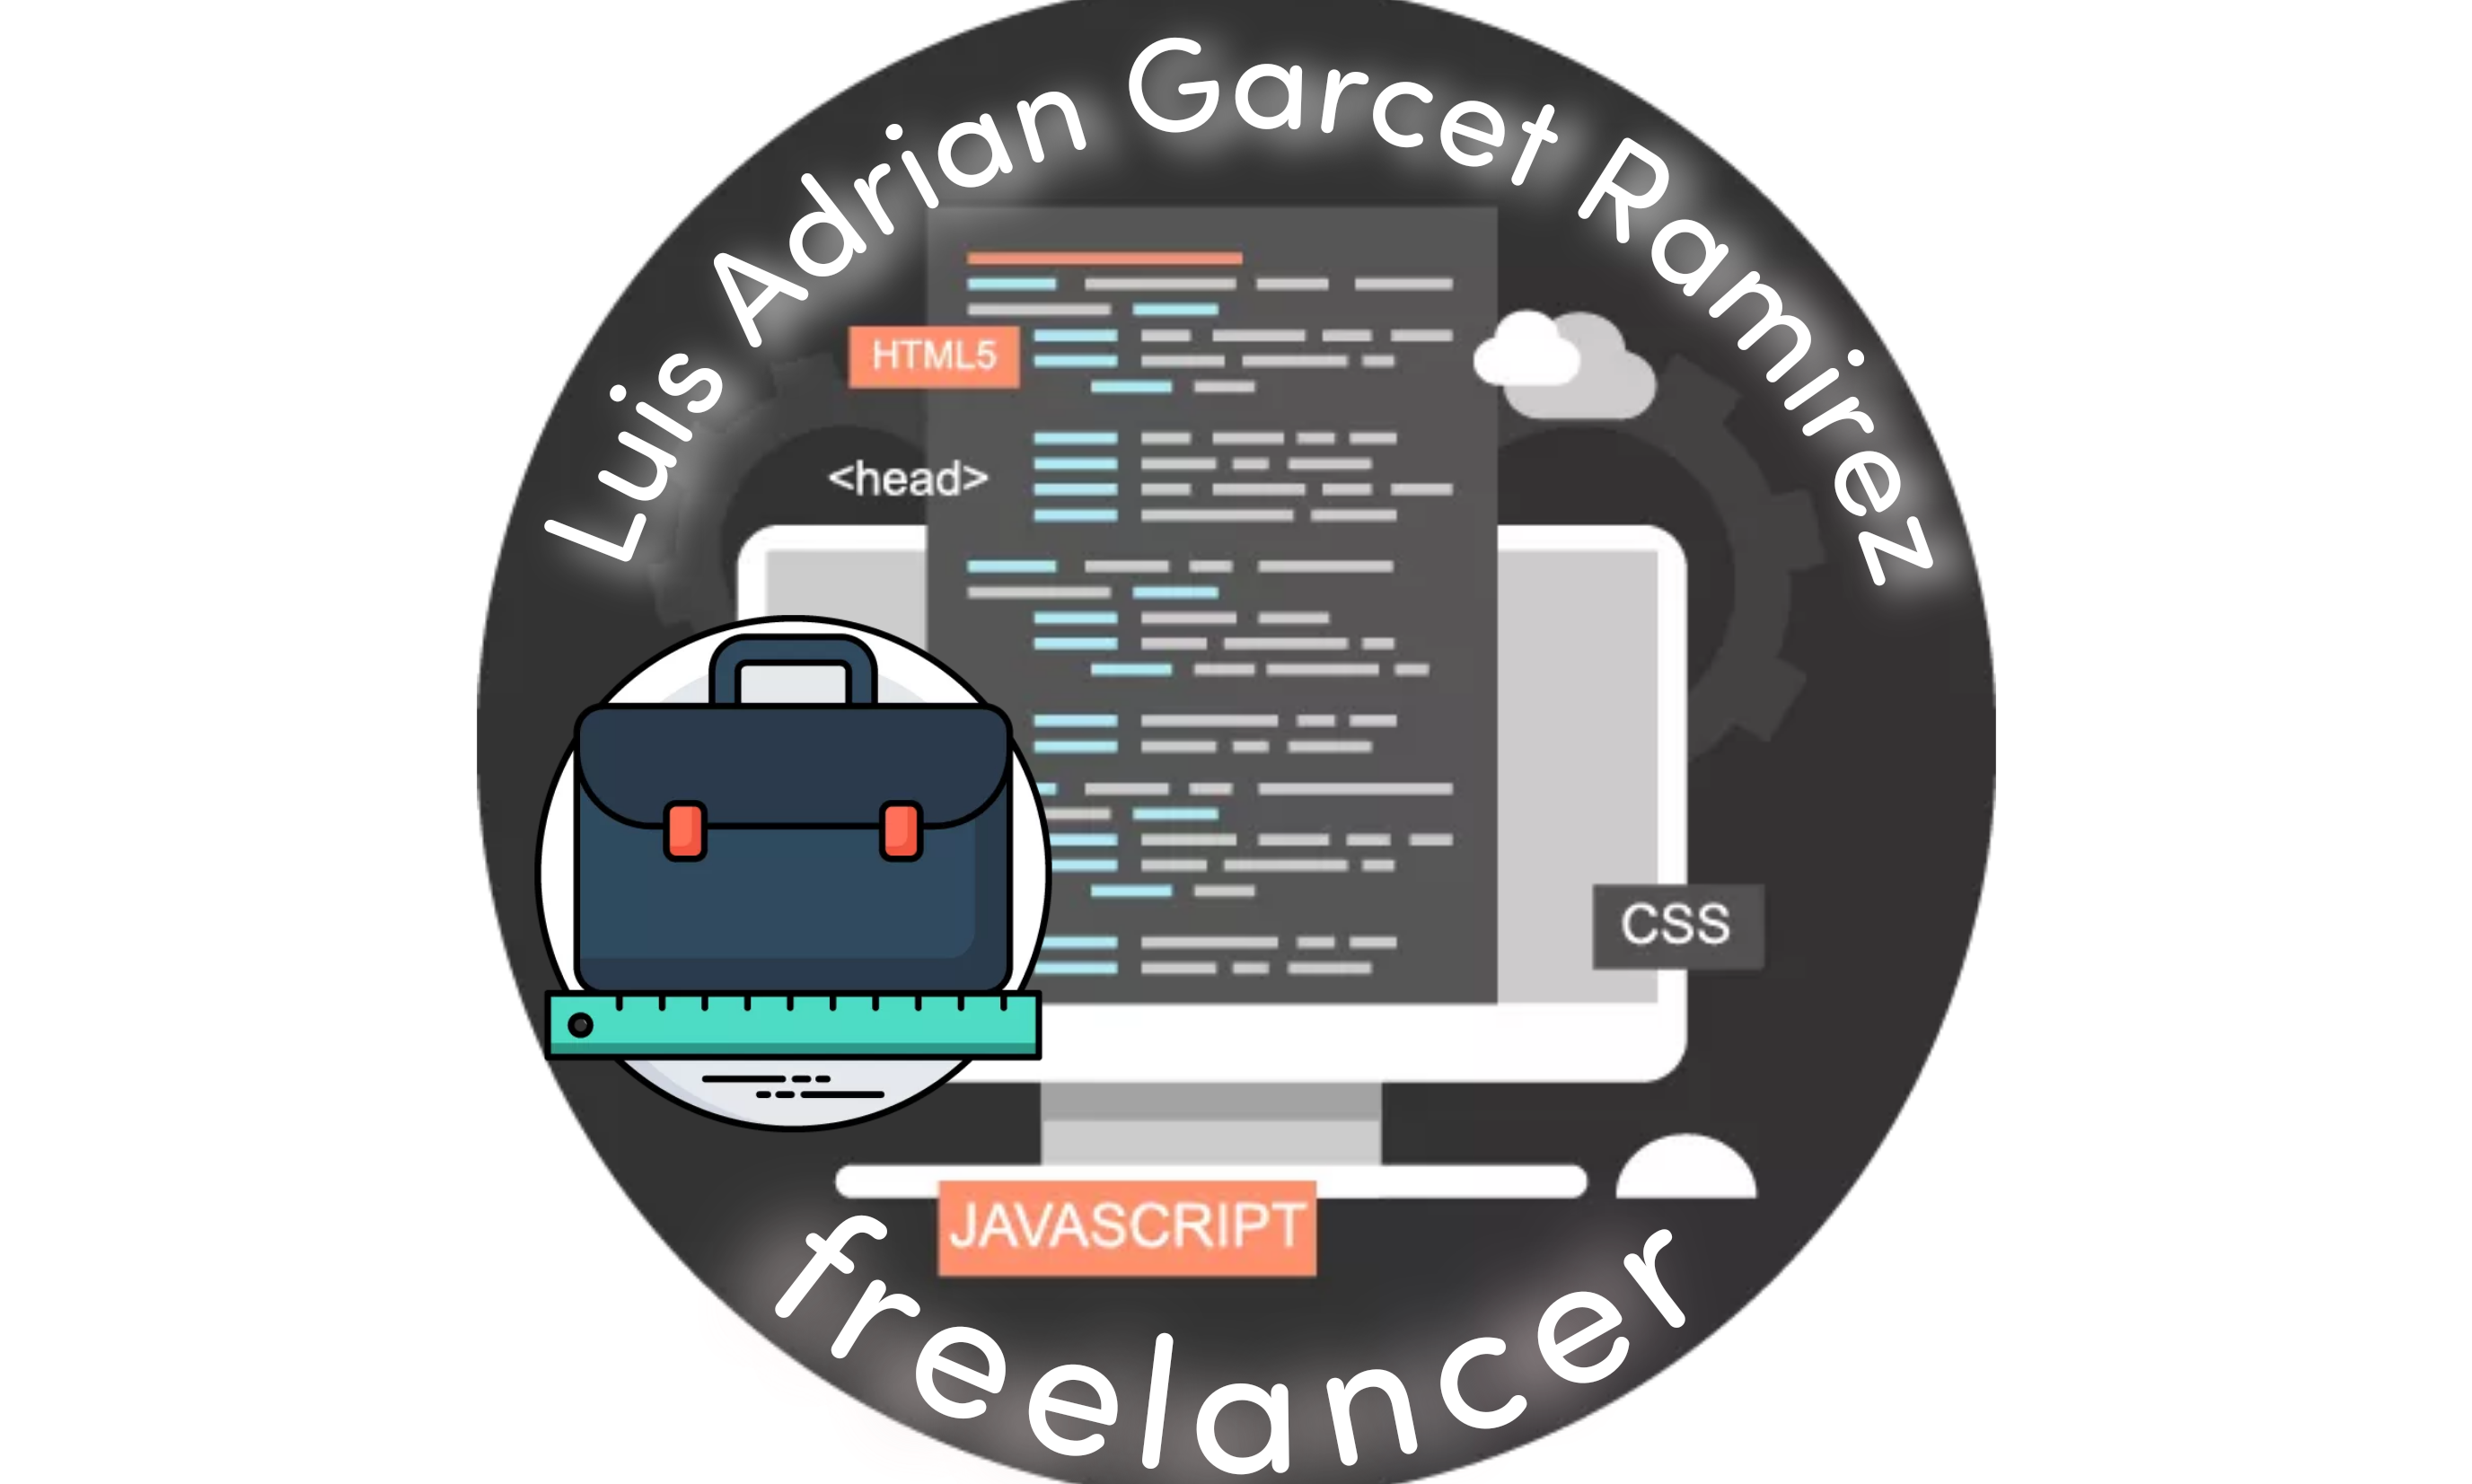 Luis Adrian Garcet Ramirez
HTML5
<head>
CSS
JAVASCRIPT
freelancer